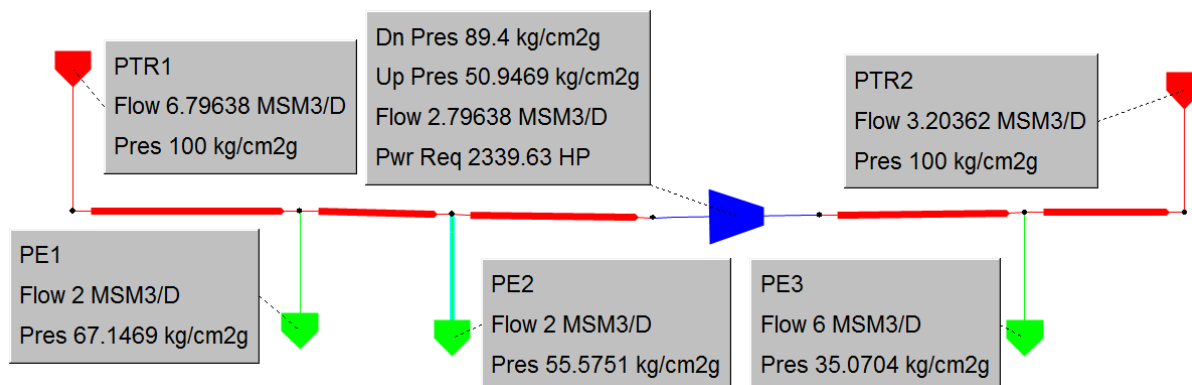 PTR1
Flow 6.79638 MSM3/D
Pres 100 kg/cm2g
Dn Pres 89.4 kg/cm2g
Up Pres 50.9469 kg/cm2g
Flow 2.79638 MSM3/D
Pwr Req 2339.63 HP
PTR2
Flow 3.20362 MSM3/D
Pres 100 kg/cm2g
PE1
Flow 2 MSM3/D
Pres 67.1469 kg/cm2g
PE2
Flow 2 MSM3/D
Pres 55.5751 kg/cm2g
PE3
Flow 6 MSM3/D
Pres 35.0704 kg/cm2g